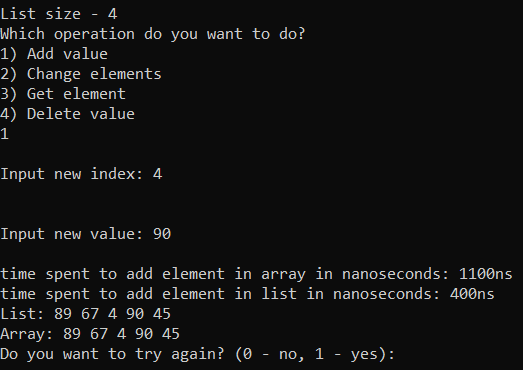 List size - 4
Which operation do you want to do?
1) Add value
2) Change elements
3) Get element
4) Delete value
1
Input new index: 4
Input new value: 90
time spent to add element in array in nanoseconds: 1100ns
time spent to add element in list in nanoseconds: 400ns
List: 89 67 4 90 45
Array: 89 67 4 90 45
Do you want to try again? (0 - no, 1 - yes):